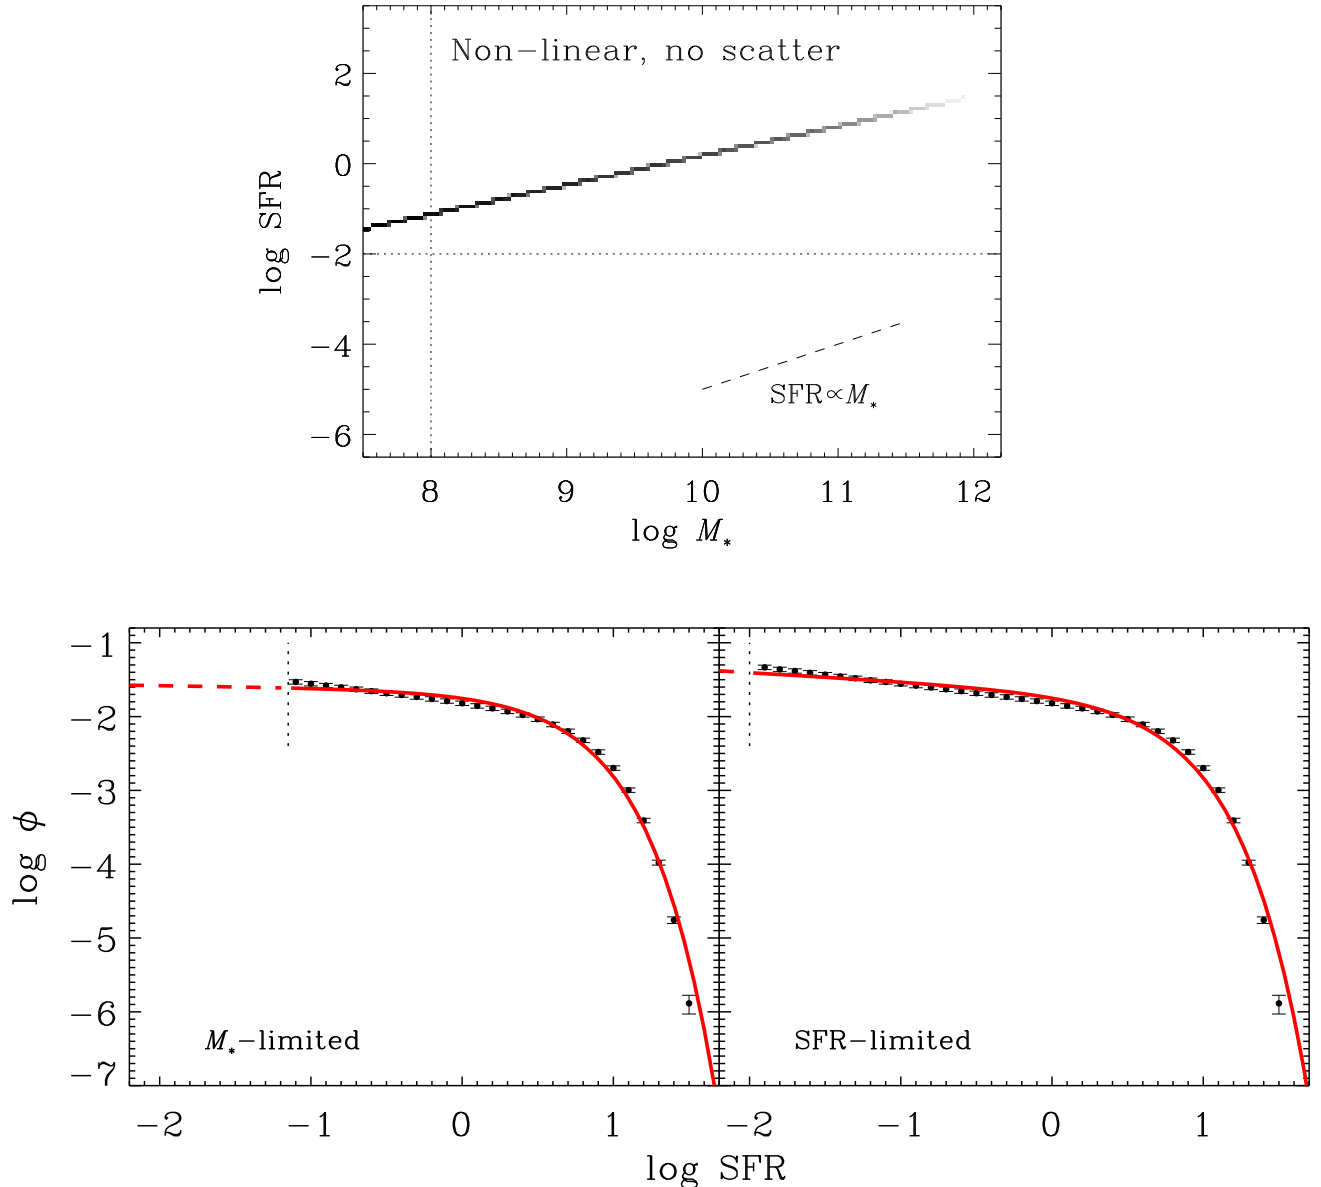 Non−linear, no scatter
2
0
−2
−4
−6
log SFR
SFR∝M*
8 9 10 11 12
log M*
−1
−2
−3
−4
−5
−6
−7
log ϕ
M*−limited
SFR−limited
−2 −1 0 1 −2 −1 0 1
log SFR